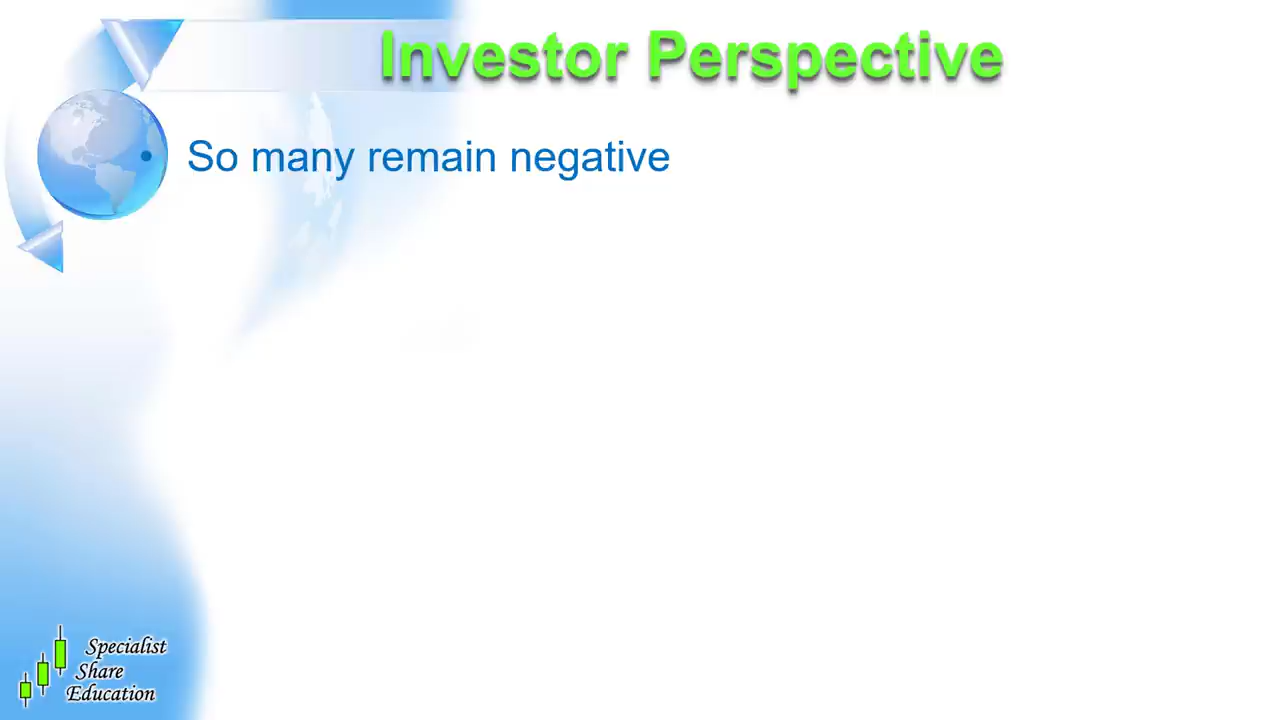 Investor Perspective
• So many remain negative
Specialist
Share
Education